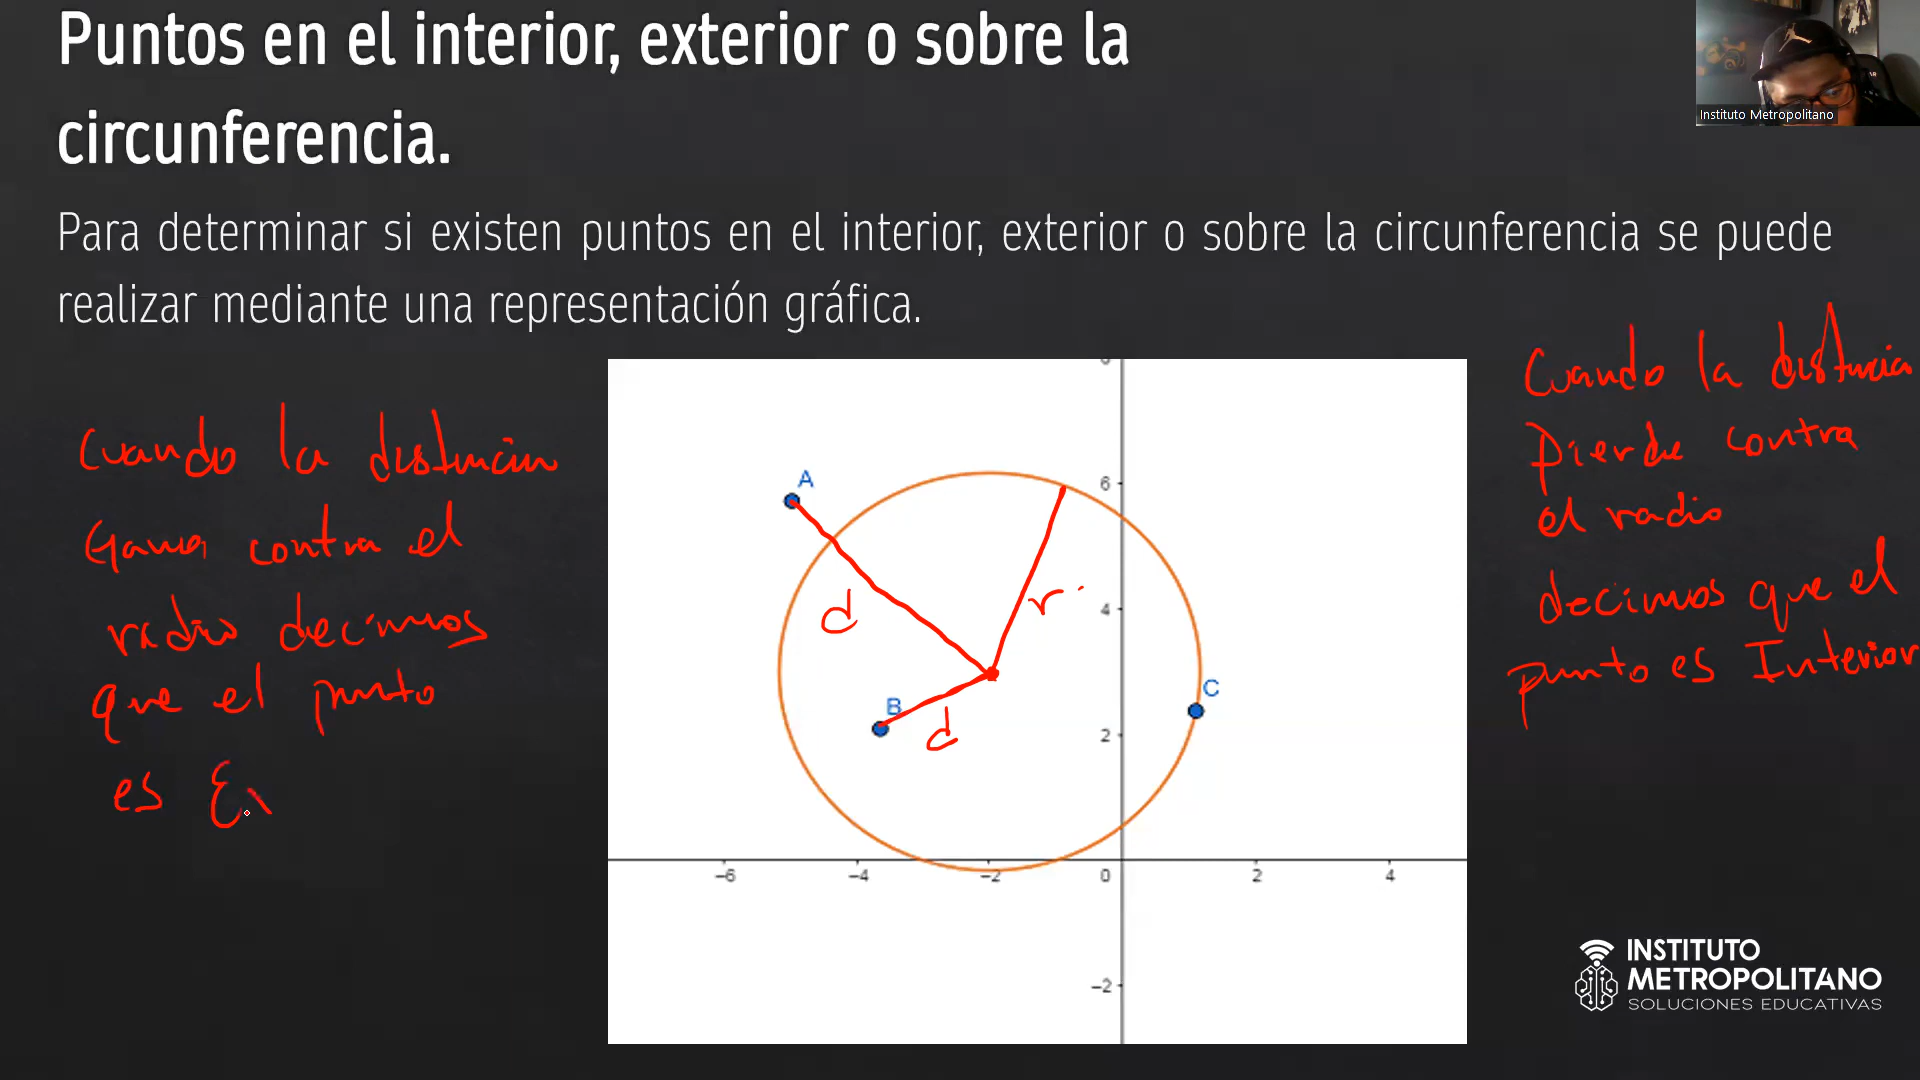 Puntos en el interior, exterior o sobre la
circunferencia.
Instituto Metropolitano
Para determinar si existen puntos en el interior, exterior o sobre la circunferencia se puede
realizar mediante una representación gráfica.
Cuando la distancia
Gana contra el
radio decimos
que el punto
es Ex
A
B
C
d
d
r
6
4
2
-2
-6
-4
-2
0
2
4
Cuando la distancia
Pierde contra
el radio
decimos que el
punto es Interior
INSTITUTO
METROPOLITANO
SOLUCIONES EDUCATIVAS